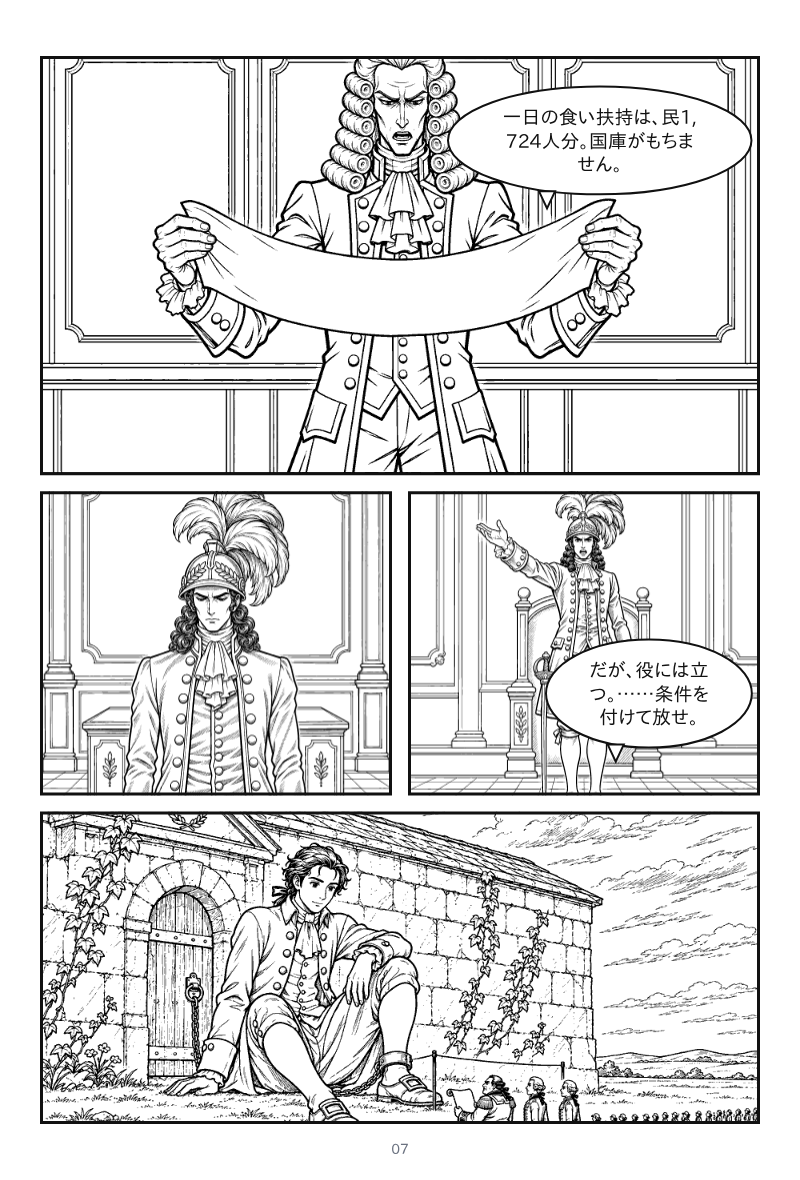 一日の食い扶持は、民1,
724人分。国庫がもちま
せん。
だが、役には立
つ。……条件を
付けて放せ。
07